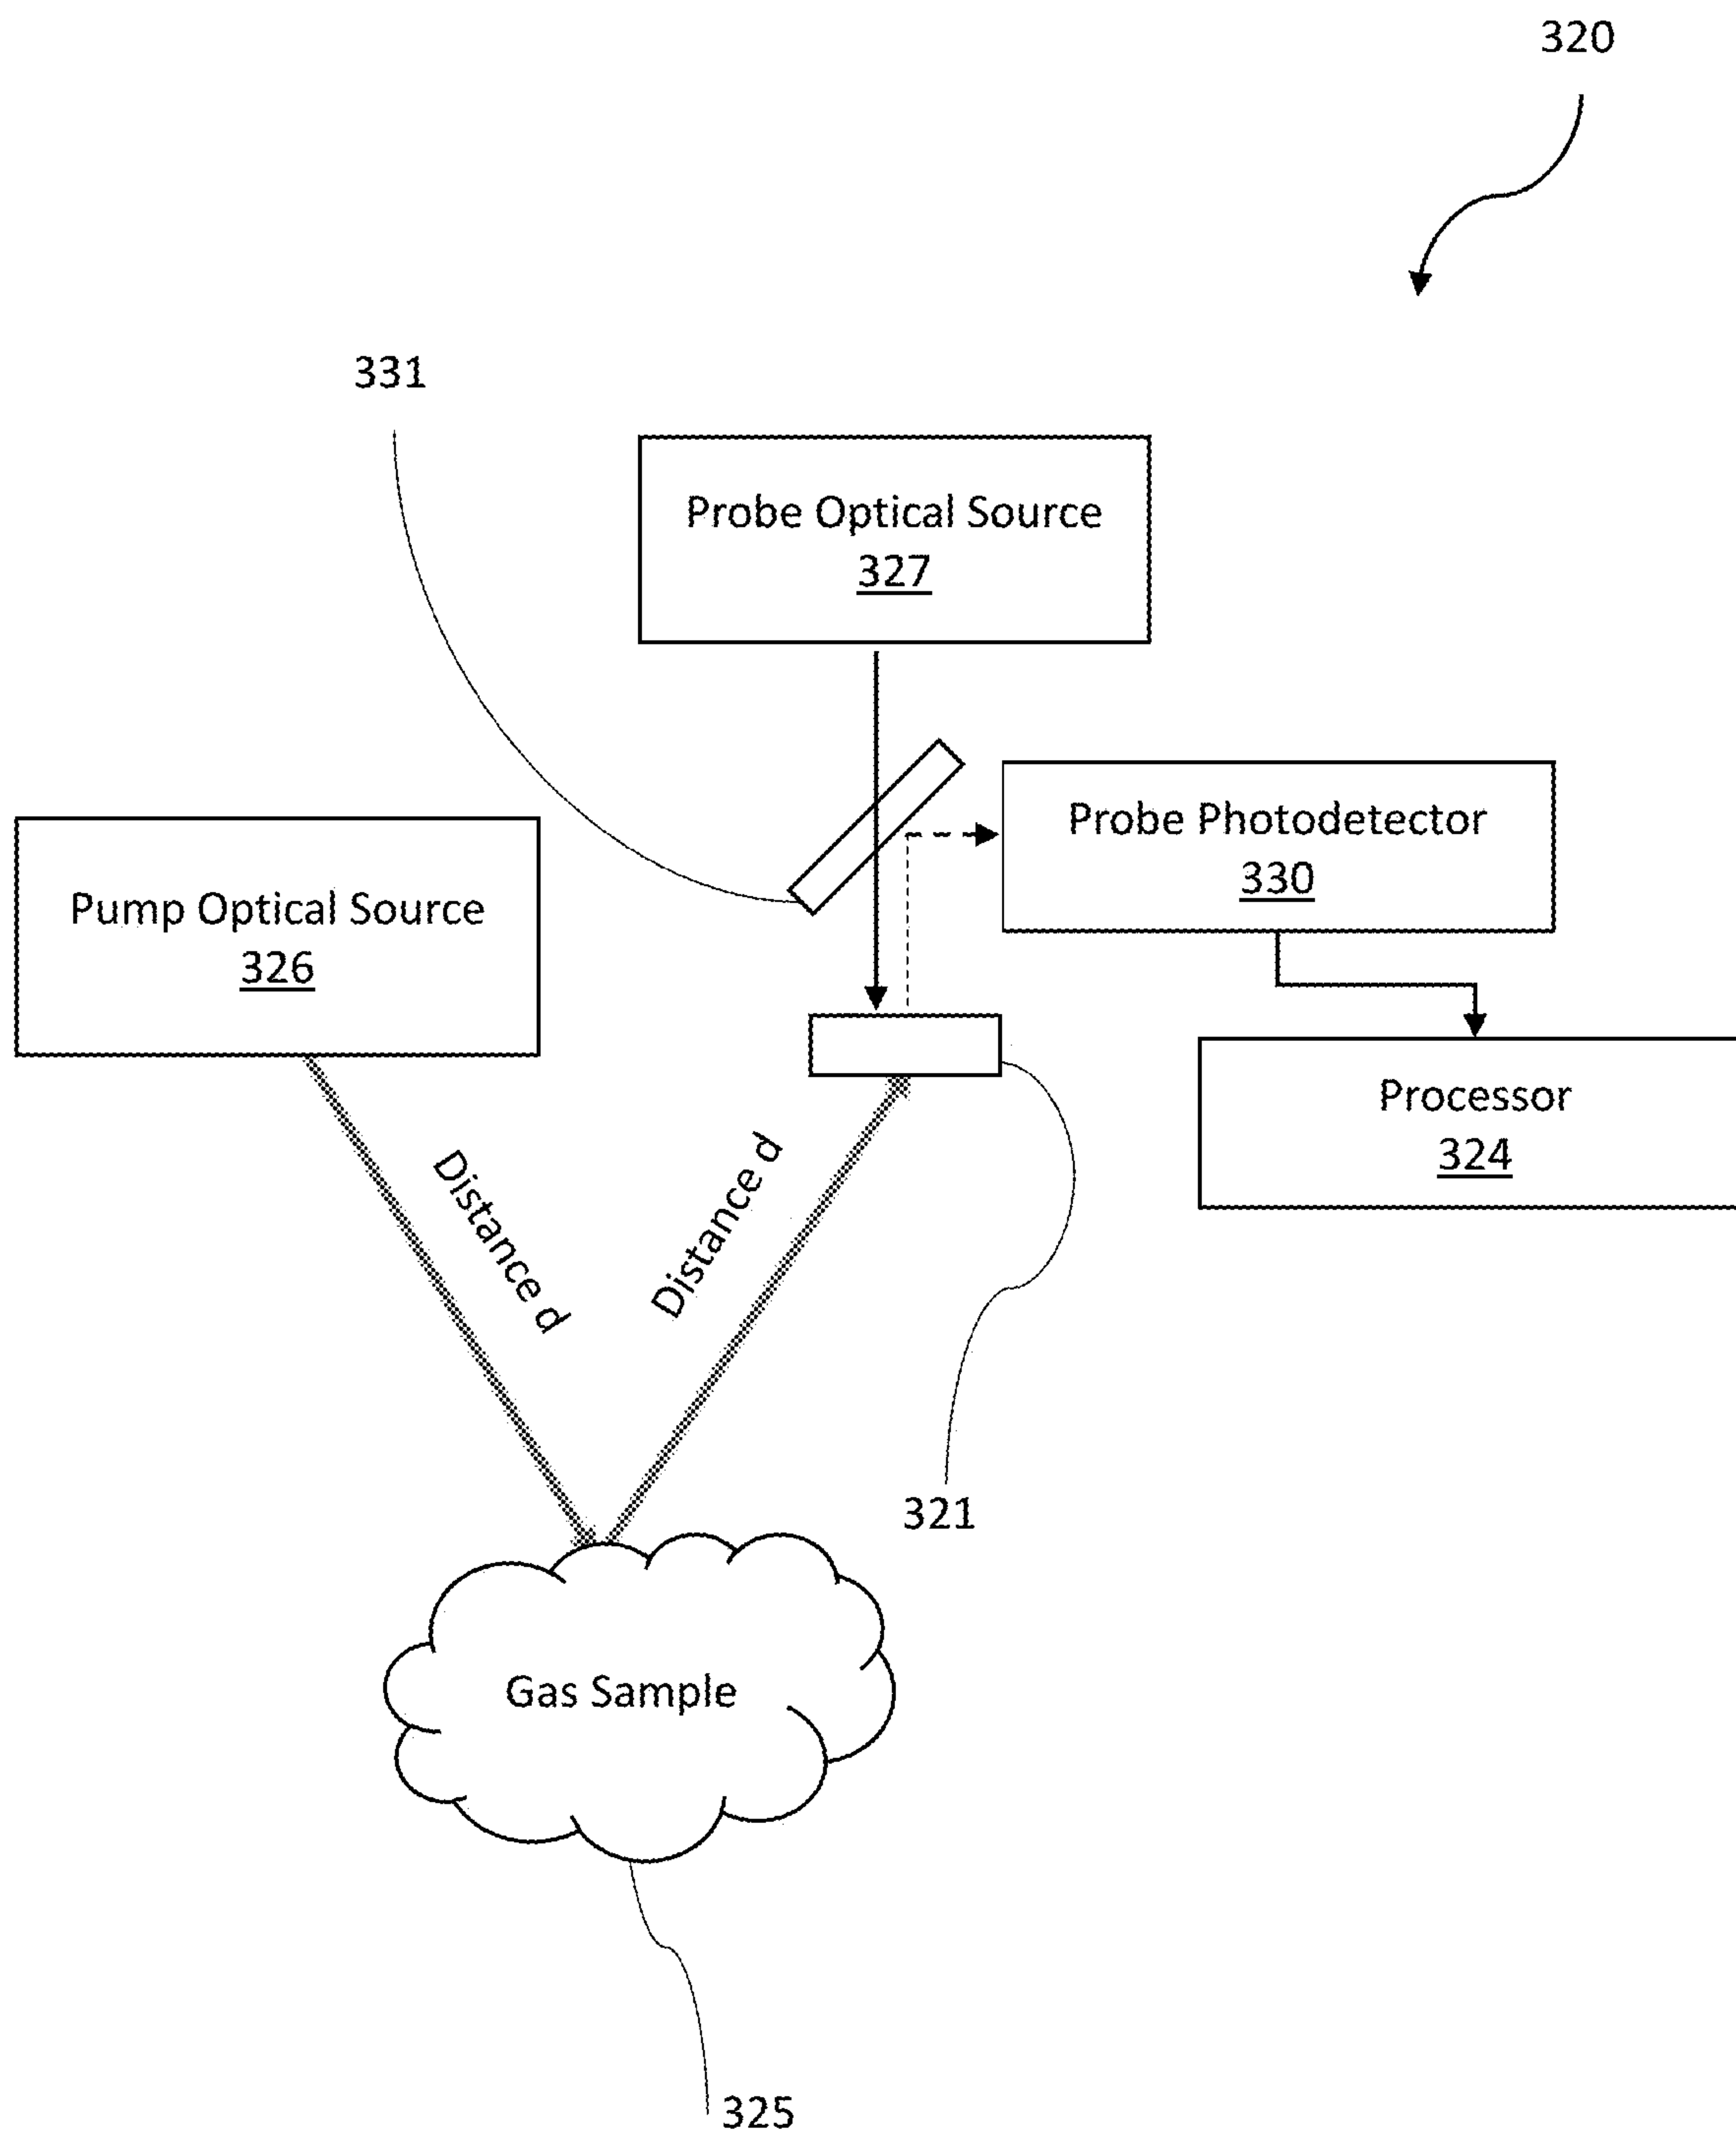 320
331
Probe Optical Source
327
Probe Photodetector
330
Pump Optical Source
326
Processor
324
Distance d
Distance d
321
Gas Sample
325